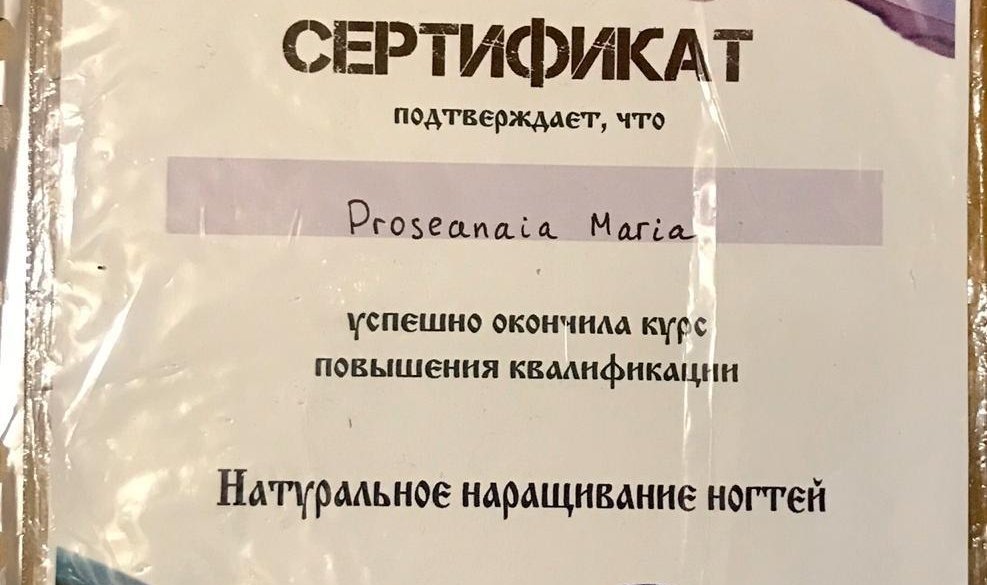 СЕРТИФИКАТ
подтверждает, что
Proseanaia Maria
успешно окончила курс
повышения квалификации
Натуральное наращивание ногтей